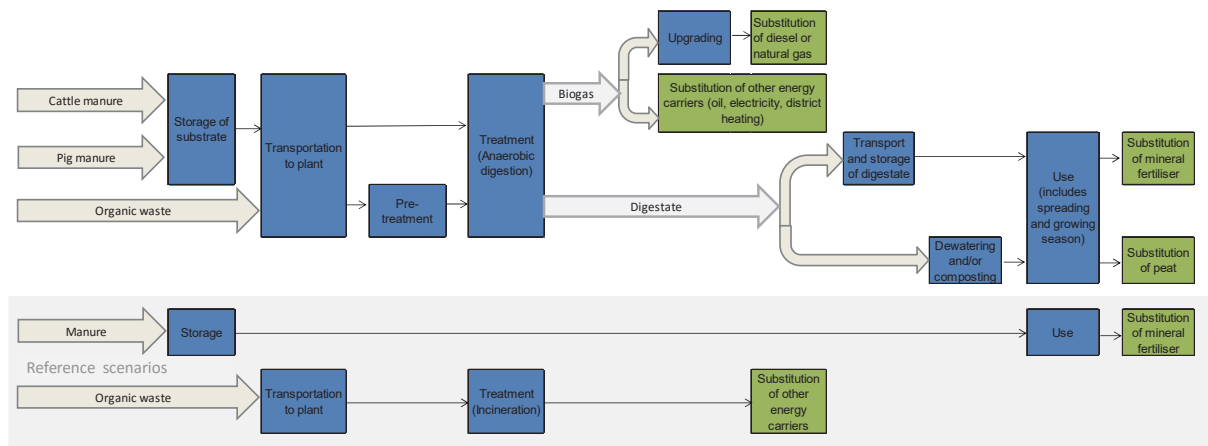 Cattle manure
Pig manure
Organic waste
Storage of
substrate
Transportation
to plant
Pre-
treatment
Treatment
(Anaerobic
digestion)
Biogas
Digestate
Upgrading
Substitution
of diesel or
natural gas
Substitution of other energy
carriers (oil, electricity, district
heating)
Transport
and storage
of digestate
Dewatering
and/or
composting
Use
(includes
spreading
and growing
season)
Substitution
of mineral
fertiliser
Substitution
of peat
Manure
Storage
Use
Substitution
of mineral
fertiliser
Reference scenarios
Organic waste
Transportation
to plant
Treatment
(Incineration)
Substitution
of other
energy
carriers